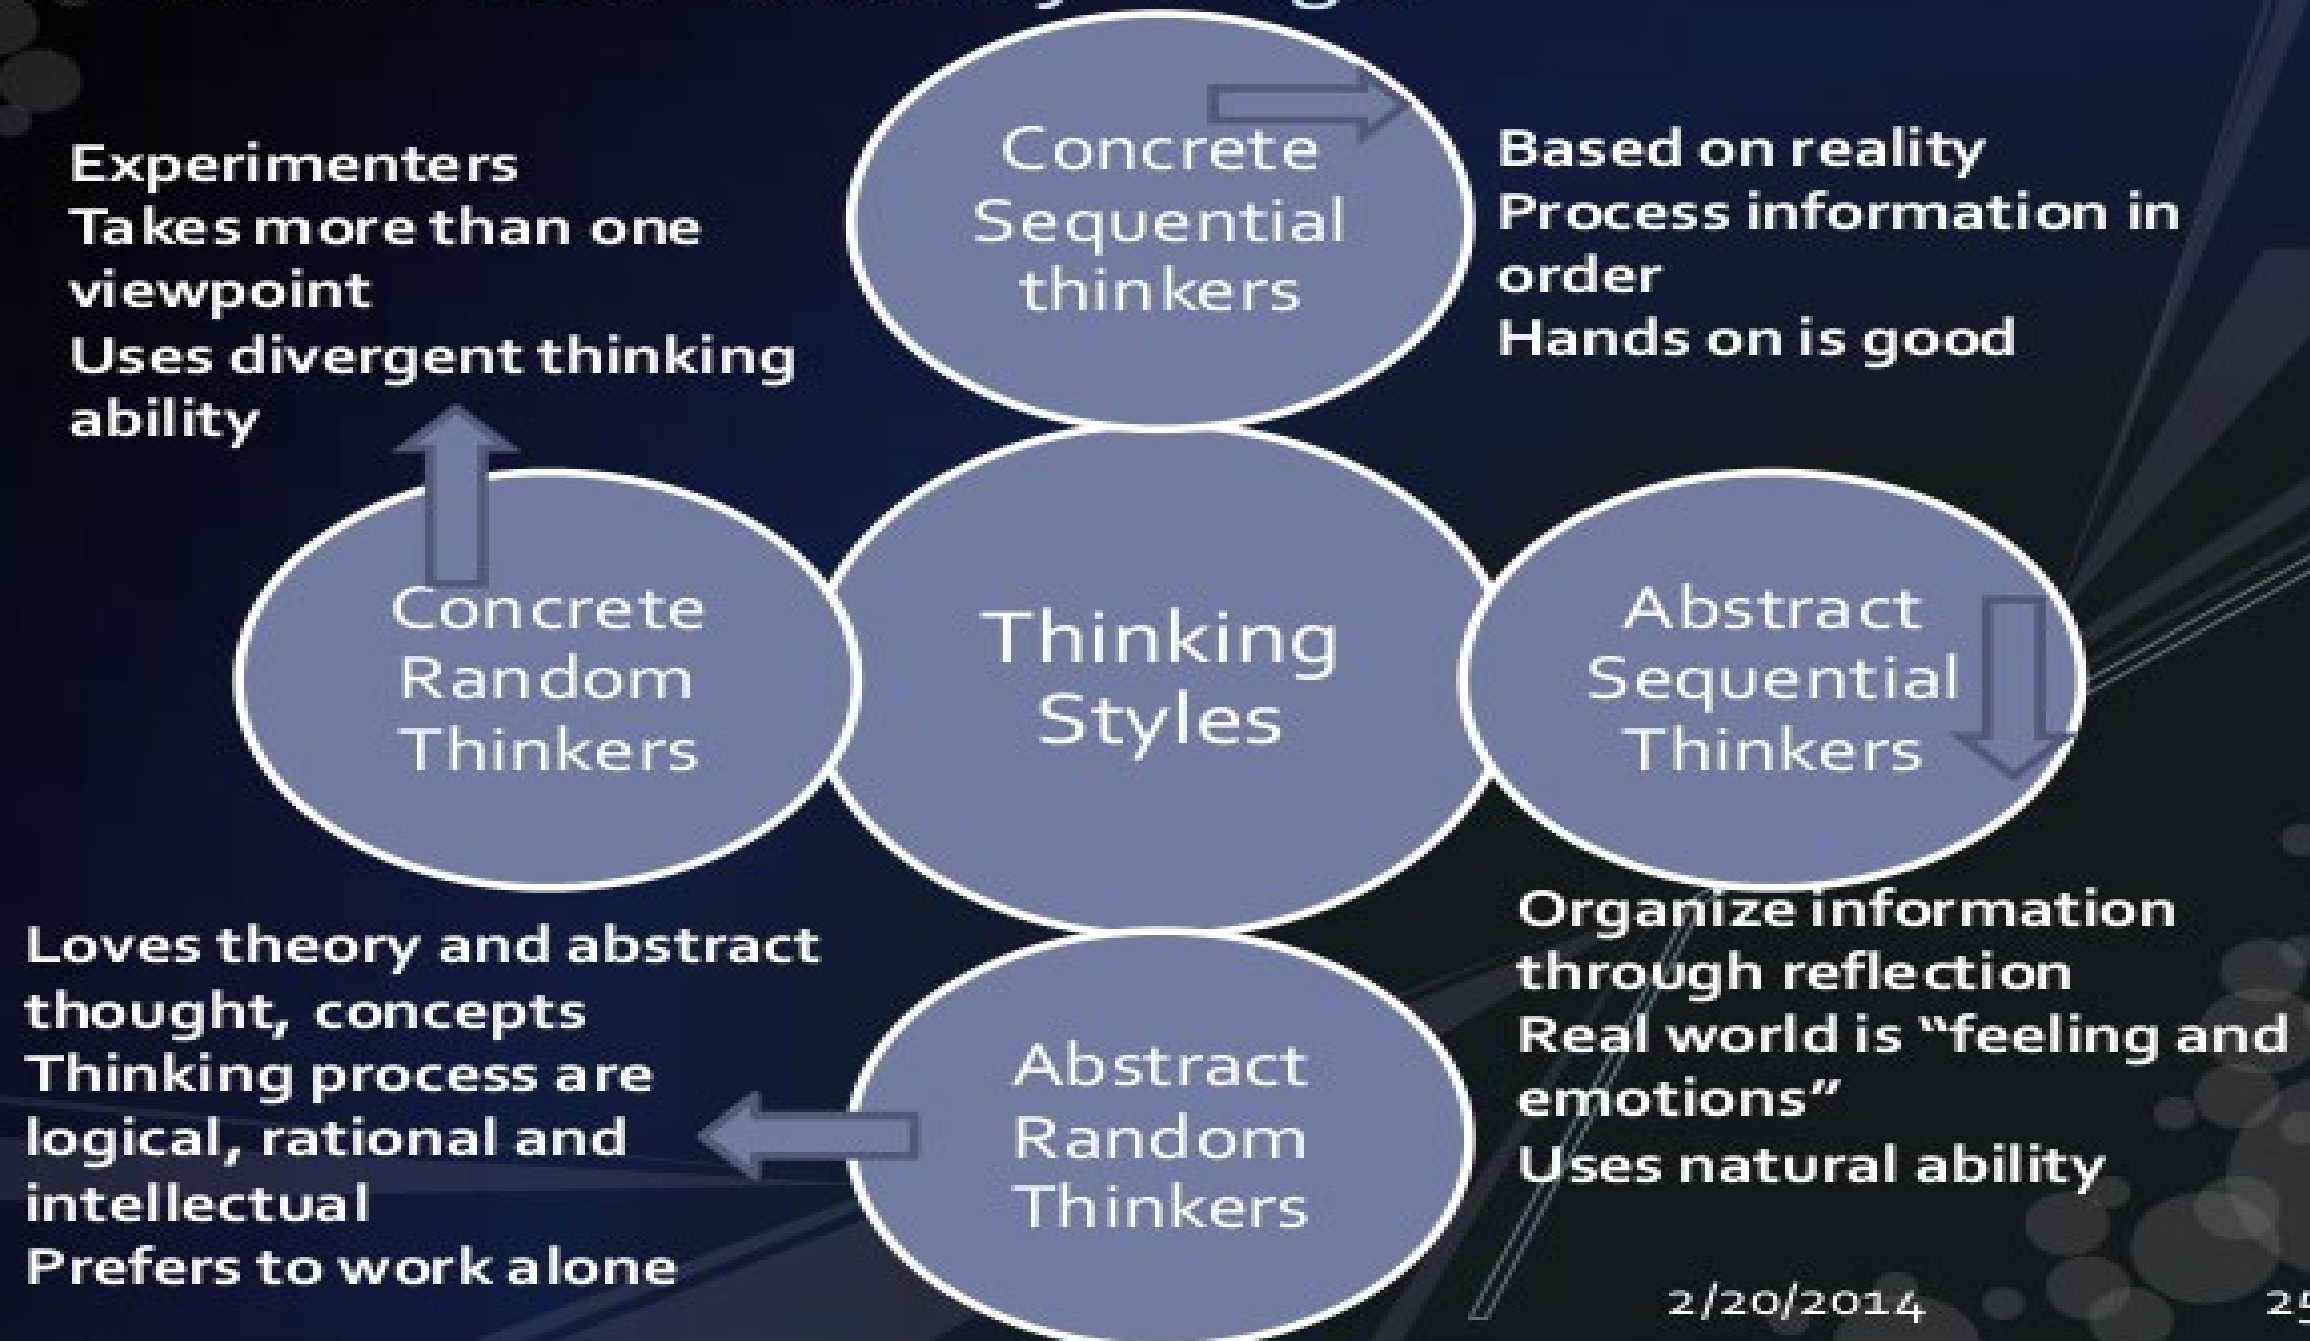 Concrete
Sequential
thinkers
Based on reality
Process information in
order
Hands on is good
Experimenters
Takes more than one
viewpoint
Uses divergent thinking
ability
Concrete
Random
Thinkers
Thinking
Styles
Abstract
Sequential
Thinkers
Organize information
through reflection
Real world is “feeling and
emotions”
Uses natural ability
Loves theory and abstract
thought, concepts
Thinking process are
logical, rational and
intellectual
Prefers to work alone
Abstract
Random
Thinkers
2/20/2014